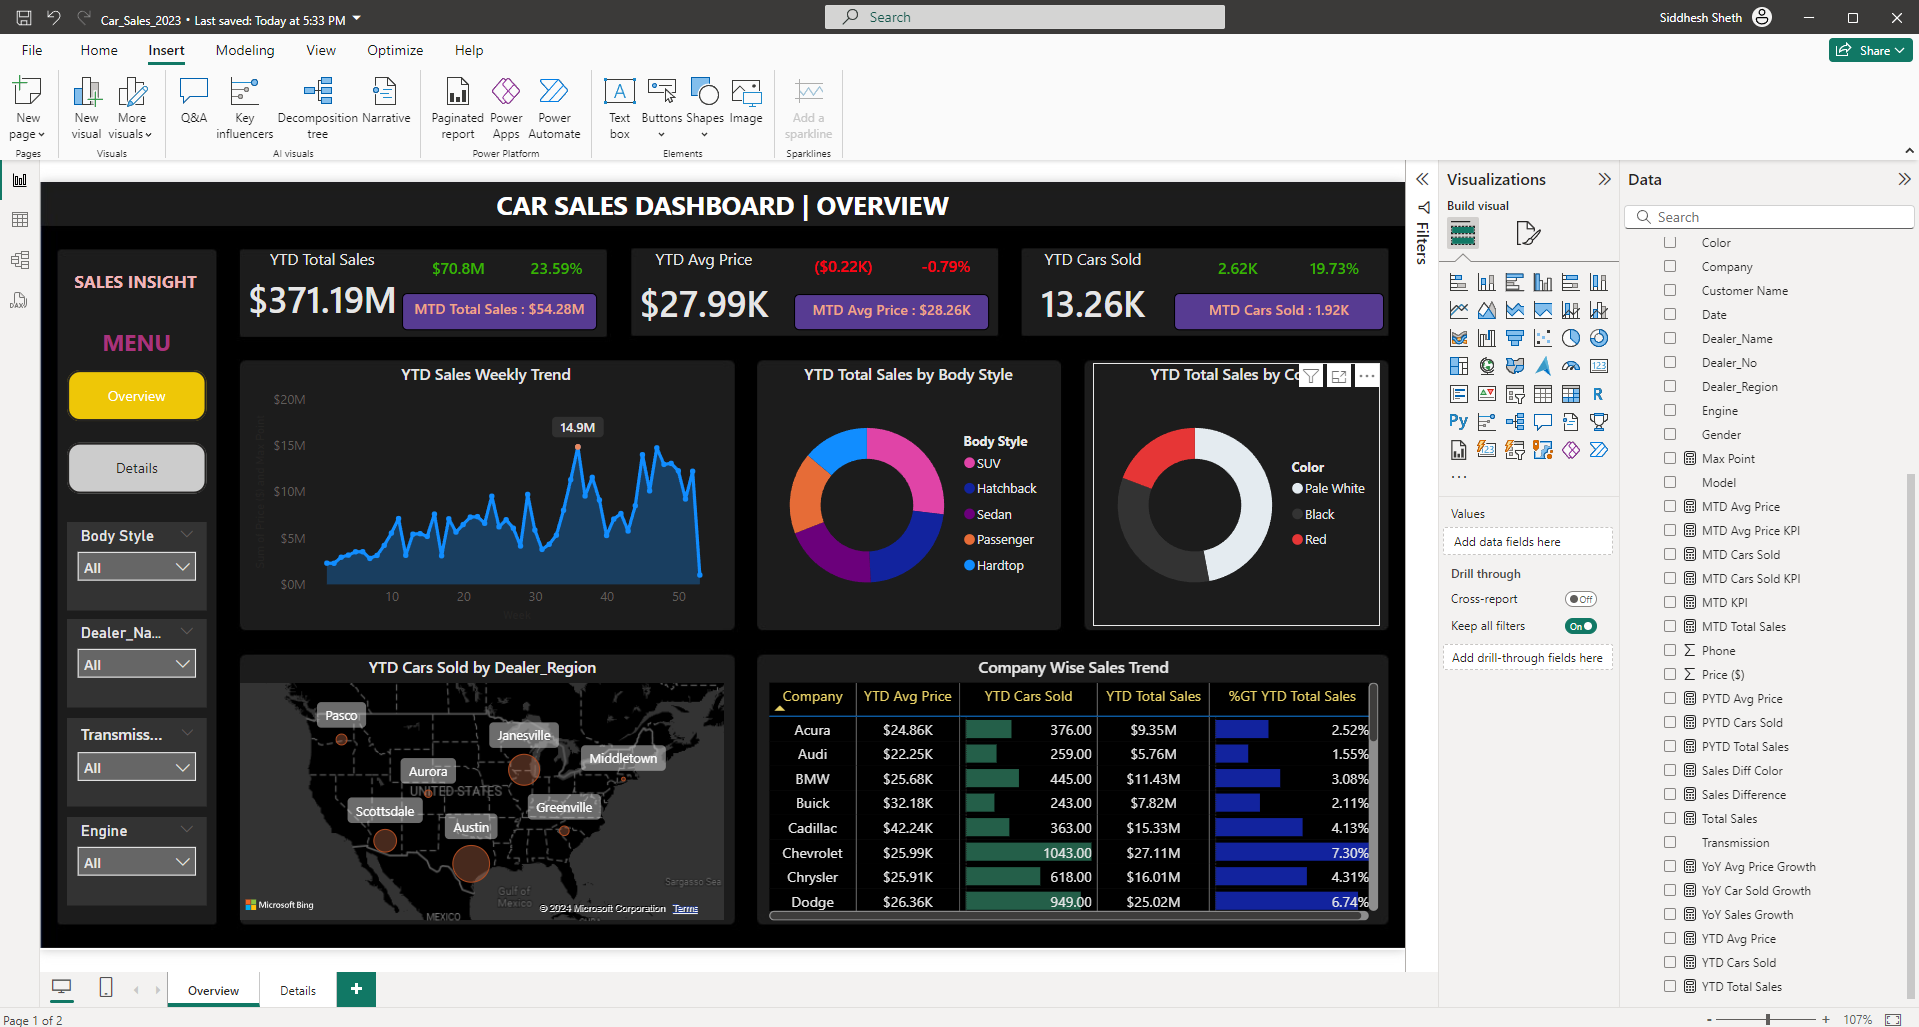 Car_Sales_2023 • Last saved: Today at 5:33 PM
Search
Siddhesh Sheth
File
Home
Insert
Modeling
View
Optimize
Help
Share
New page
New visual
More visuals
Q&A
Key influencers
Decomposition tree
Narrative
Paginated report
Power Apps
Power Automate
Text box
Buttons
Shapes
Image
Add a sparkline
Pages
Visuals
AI visuals
Power Platform
Elements
Sparklines
CAR SALES DASHBOARD | OVERVIEW
SALES INSIGHT
MENU
Overview
Details
Body Style
All
Dealer_Na...
All
Transmiss...
All
Engine
All
YTD Total Sales
$70.8M
23.59%
$371.19M
MTD Total Sales : $54.28M
YTD Avg Price
($0.22K)
-0.79%
$27.99K
MTD Avg Price : $28.26K
YTD Cars Sold
2.62K
19.73%
13.26K
MTD Cars Sold : 1.92K
YTD Sales Weekly Trend
$20M
$15M
$10M
$5M
$0M
14.9M
10
20
30
40
50
Week
YTD Total Sales by Body Style
Body Style
SUV
Hatchback
Sedan
Passenger
Hardtop
YTD Total Sales by Co
Color
Pale White
Black
Red
YTD Cars Sold by Dealer_Region
Pasco
Janesville
Middletown
Aurora
UNITED STATES
Scottsdale
Greenville
Austin
Sargasso Sea
Gulf of Mexico
MEXICO
Microsoft Bing
© 2024 Microsoft Corporation Terms
Company Wise Sales Trend
Company YTD Avg Price YTD Cars Sold YTD Total Sales %GT YTD Total Sales
Acura $24.86K 376.00 $9.35M 2.52%
Audi $22.25K 259.00 $5.76M 1.55%
BMW $25.68K 445.00 $11.43M 3.08%
Buick $32.18K 243.00 $7.82M 2.11%
Cadillac $42.24K 363.00 $15.33M 4.13%
Chevrolet $25.99K 1043.00 $27.11M 7.30%
Chrysler $25.91K 618.00 $16.01M 4.31%
Dodge $26.36K 949.00 $25.02M 6.74%
Filters
Visualizations
Build visual
R
Py
123
...
Values
Add data fields here
Drill through
Cross-report
Off
Keep all filters
On
Add drill-through fields here
Data
Search
Color
Company
Customer Name
Date
Dealer_Name
Dealer_No
Dealer_Region
Engine
Gender
Max Point
Model
MTD Avg Price
MTD Avg Price KPI
MTD Cars Sold
MTD Cars Sold KPI
MTD KPI
MTD Total Sales
Phone
Price ($)
PYTD Avg Price
PYTD Cars Sold
PYTD Total Sales
Sales Diff Color
Sales Difference
Total Sales
Transmission
YoY Avg Price Growth
YoY Car Sold Growth
YoY Sales Growth
YTD Avg Price
YTD Cars Sold
YTD Total Sales
Overview
Details
+
Page 1 of 2
- + 107%